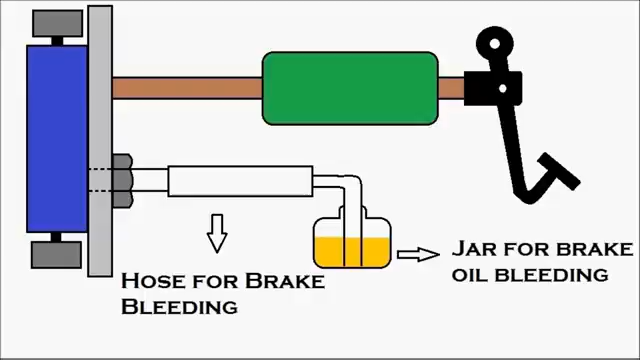 Hose for Brake
Bleeding
Jar for brake
oil bleeding